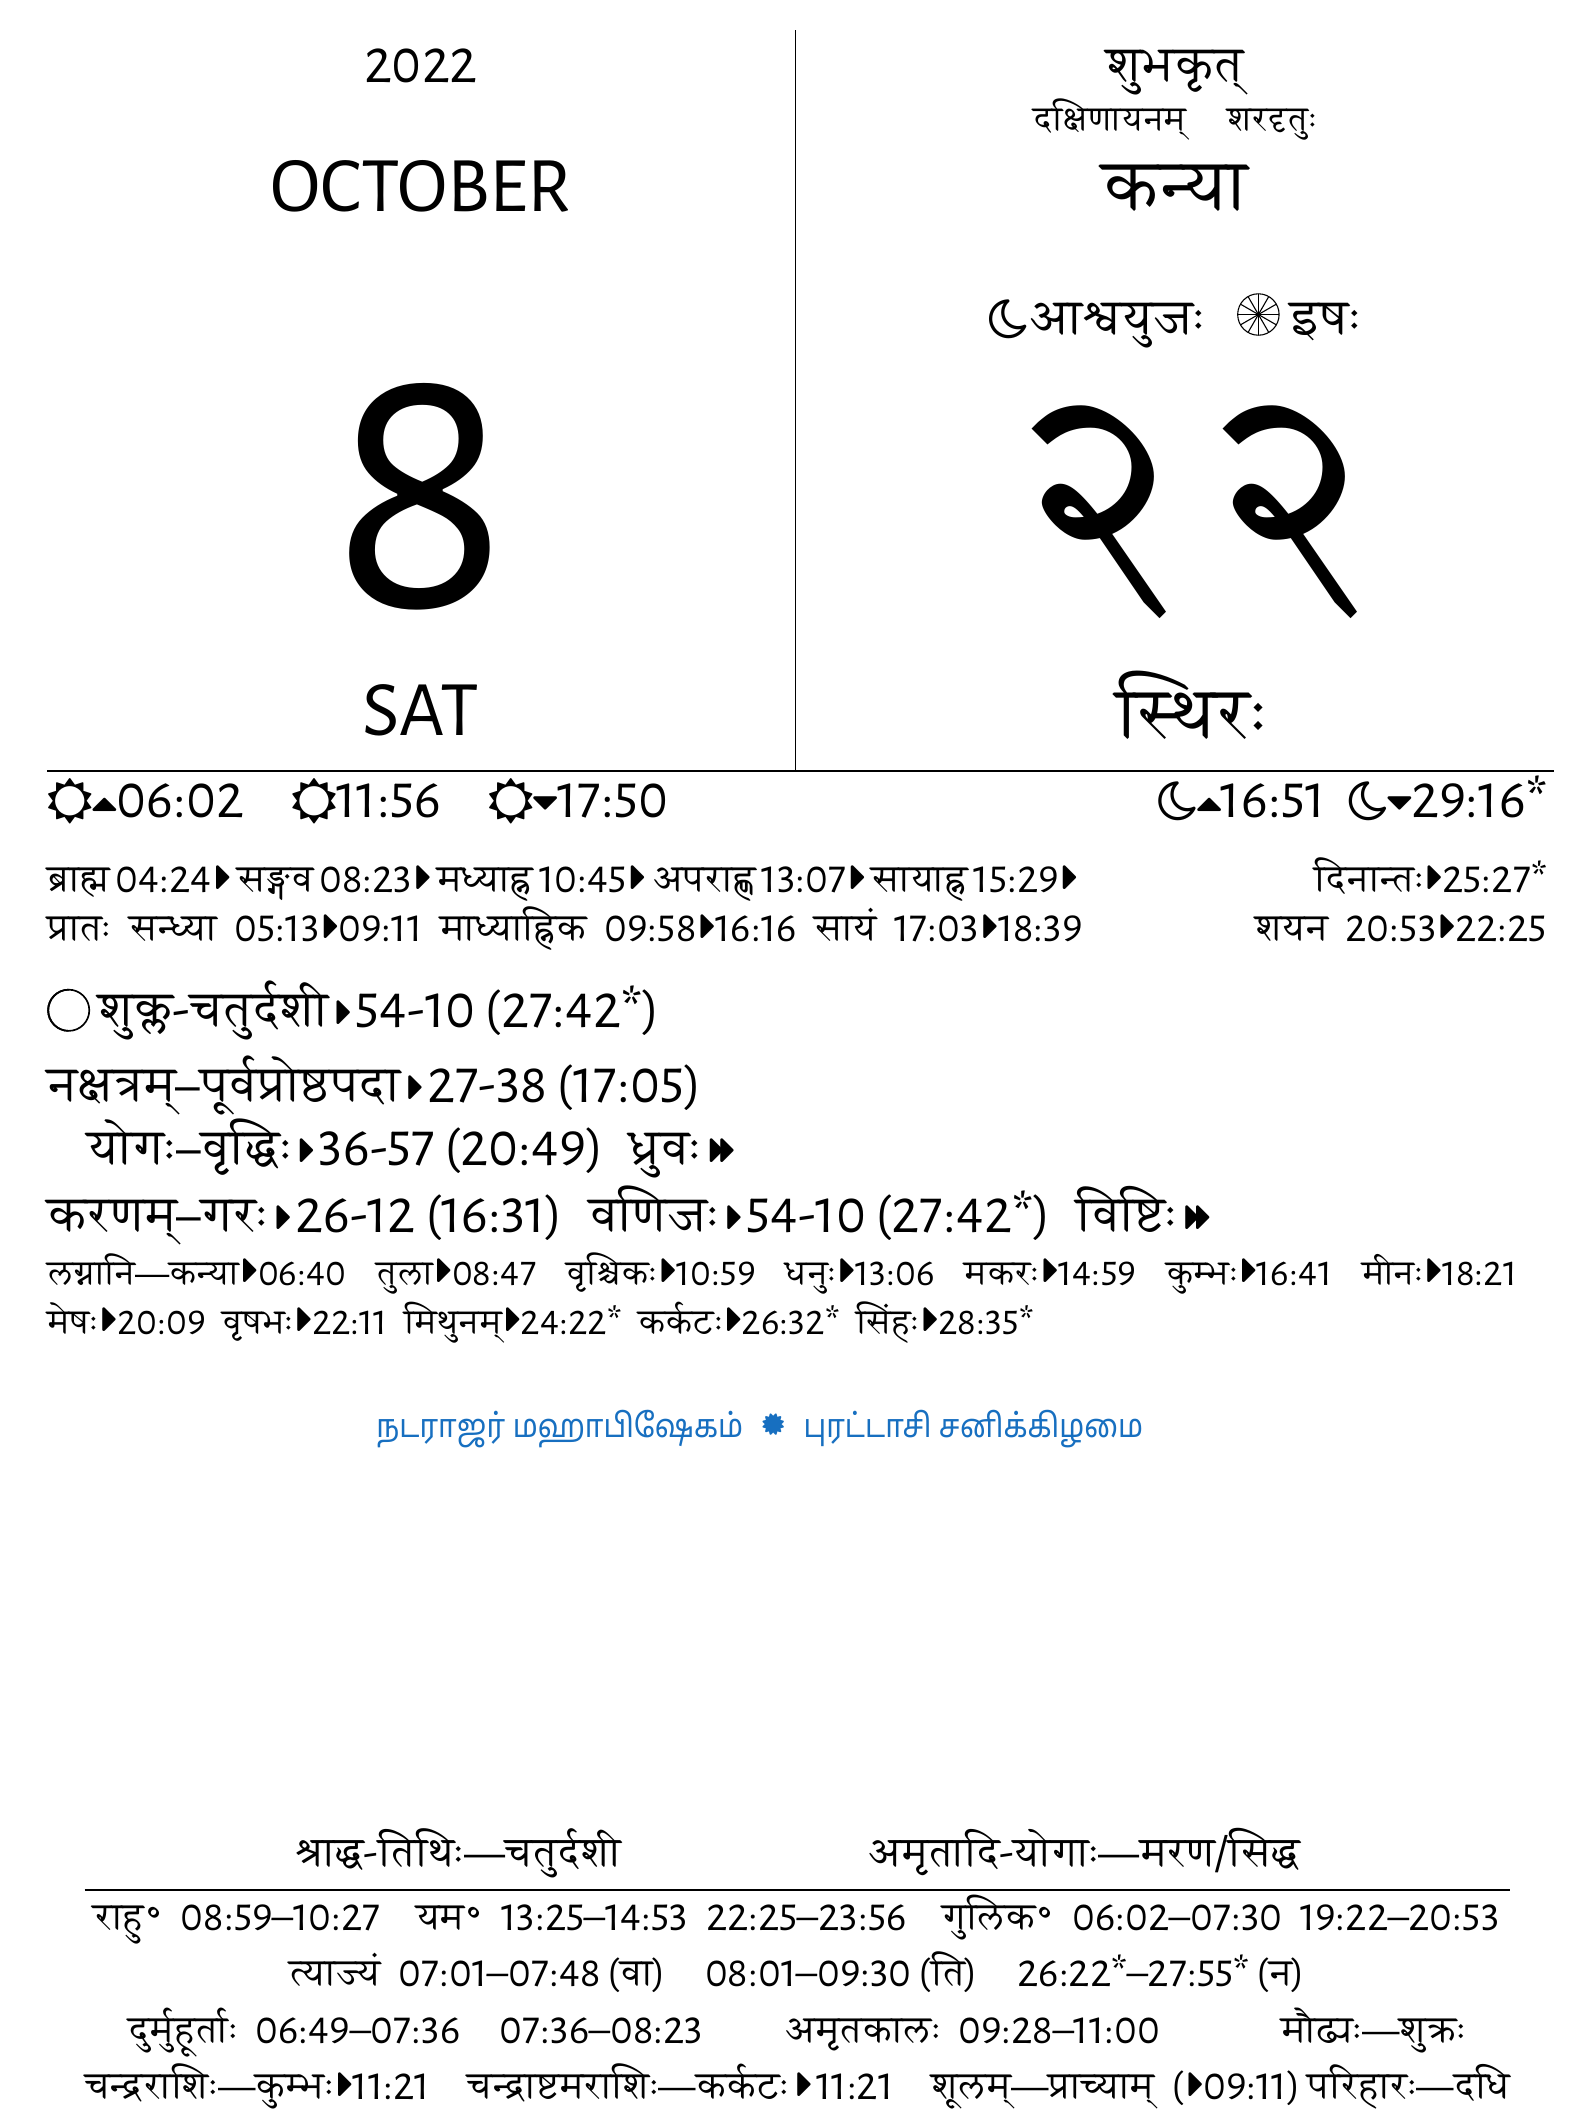 2022
OCTOBER
8
SAT
शुभकृत्
दक्षिणायनम् शरदृतुः
कन्या
आश्वयुजः इषः
२२
स्थिरः
06:02 11:56 17:50 16:51 29:16*
ब्राह्म 04:24 सङ्गव 08:23 मध्याह्न 10:45 अपराह्ण 13:07 सायाह्न 15:29 दिनान्तः 25:27*
प्रातः सन्ध्या 05:13 09:11 माध्याह्निक 09:58 16:16 सायं 17:03 18:39 शयन 20:53 22:25
शुक्ल-चतुर्दशी 54-10 (27:42*)
नक्षत्रम्–पूर्वप्रोष्ठपदा 27-38 (17:05)
योगः–वृद्धिः 36-57 (20:49) ध्रुवः
करणम्–गरः 26-12 (16:31) वणिजः 54-10 (27:42*) विष्टिः
लग्नानि—कन्या 06:40 तुला 08:47 वृश्चिकः 10:59 धनुः 13:06 मकरः 14:59 कुम्भः 16:41 मीनः 18:21
मेषः 20:09 वृषभः 22:11 मिथुनम् 24:22* कर्कटः 26:32* सिंहः 28:35*
நடராஜர் மஹாபிஷேகம் ✹ புரட்டாசி சனிக்கிழமை
श्राद्ध-तिथिः—चतुर्दशी अमृतादि-योगाः—मरण/सिद्ध
राहु॰ 08:59–10:27 यम॰ 13:25–14:53 22:25–23:56 गुलिक॰ 06:02–07:30 19:22–20:53
त्याज्यं 07:01–07:48 (वा) 08:01–09:30 (ति) 26:22*–27:55* (न)
दुर्मुहूर्ताः 06:49–07:36 07:36–08:23 अमृतकालः 09:28–11:00 मौढ्यः—शुक्रः
चन्द्रराशिः—कुम्भः 11:21 चन्द्राष्टमराशिः—कर्कटः 11:21 शूलम्—प्राच्याम् (09:11) परिहारः—दधि